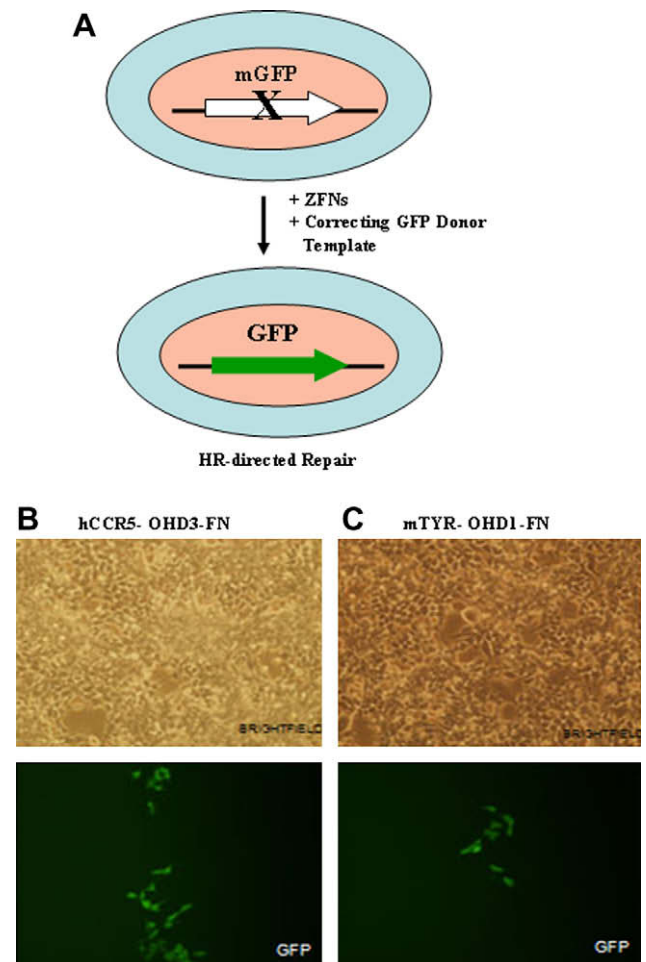 A
mGFP
X
+ ZFNs
+ Correcting GFP Donor
Template
GFP
HR-directed Repair
B hCCR5- OHD3-FN
C mTYR- OHD1-FN
BRIGHTFIELD
BRIGHTFIELD
GFP
GFP